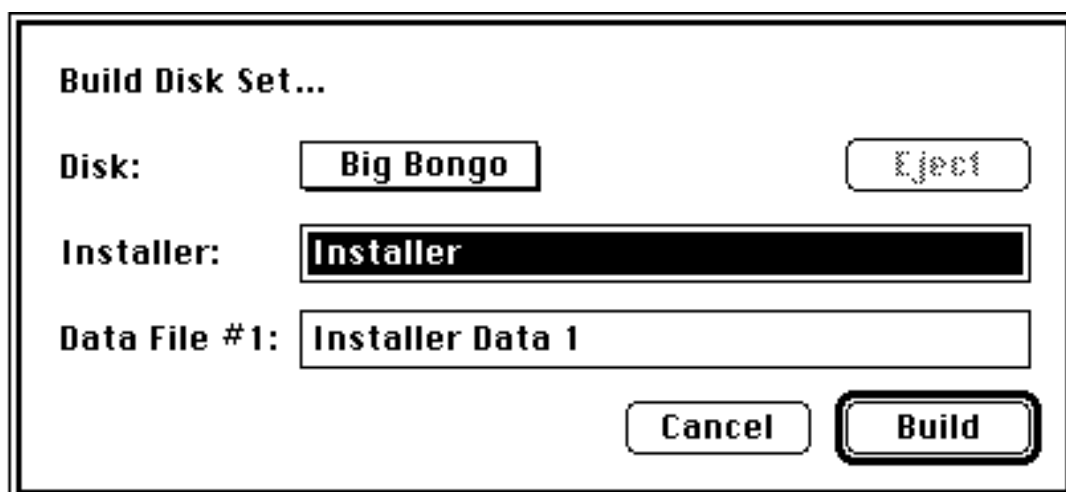 Build Disk Set...
Disk: Big Bongo Eject
Installer: Installer
Data File #1: Installer Data 1
Cancel Build